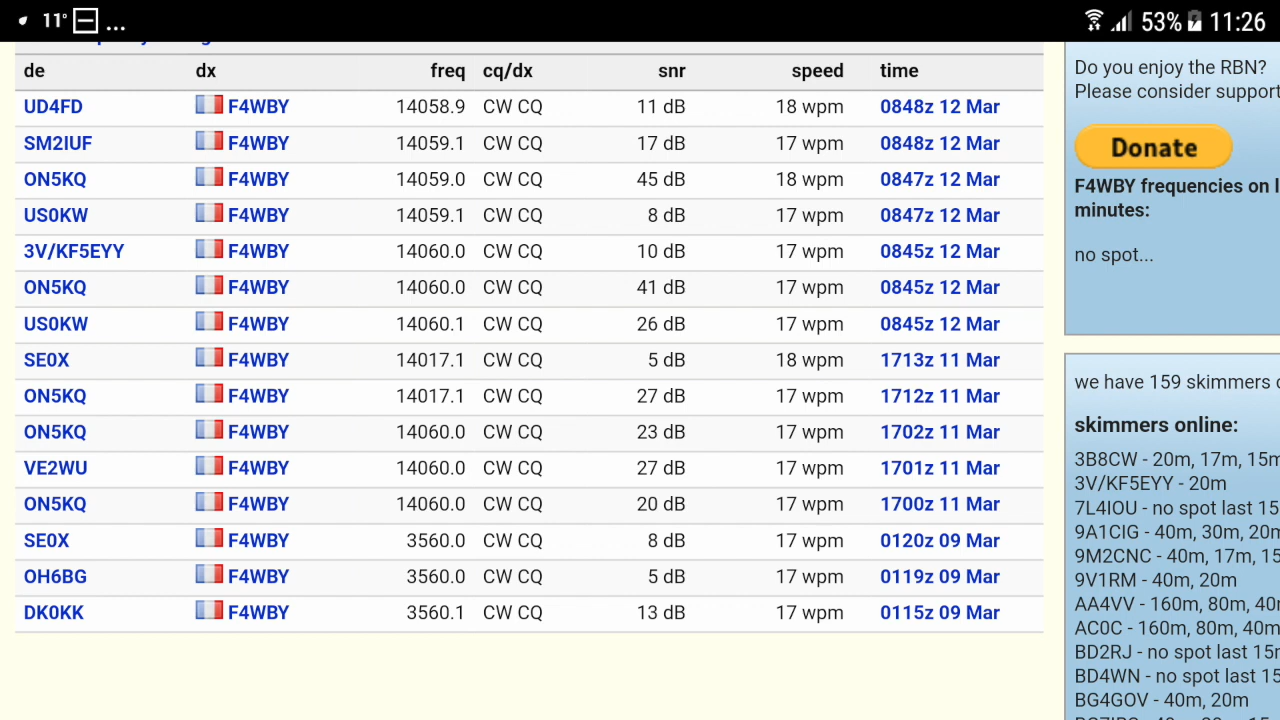 11° ... 53% 11:26
de dx freq cq/dx snr speed time
UD4FD F4WBY 14058.9 CW CQ 11 dB 18 wpm 0848z 12 Mar
SM2IUF F4WBY 14059.1 CW CQ 17 dB 17 wpm 0848z 12 Mar
ON5KQ F4WBY 14059.0 CW CQ 45 dB 18 wpm 0847z 12 Mar
US0KW F4WBY 14059.1 CW CQ 8 dB 17 wpm 0847z 12 Mar
3V/KF5EYY F4WBY 14060.0 CW CQ 10 dB 17 wpm 0845z 12 Mar
ON5KQ F4WBY 14060.0 CW CQ 41 dB 17 wpm 0845z 12 Mar
US0KW F4WBY 14060.1 CW CQ 26 dB 17 wpm 0845z 12 Mar
SE0X F4WBY 14017.1 CW CQ 5 dB 18 wpm 1713z 11 Mar
ON5KQ F4WBY 14017.1 CW CQ 27 dB 17 wpm 1712z 11 Mar
ON5KQ F4WBY 14060.0 CW CQ 23 dB 17 wpm 1702z 11 Mar
VE2WU F4WBY 14060.0 CW CQ 27 dB 17 wpm 1701z 11 Mar
ON5KQ F4WBY 14060.0 CW CQ 20 dB 17 wpm 1700z 11 Mar
SE0X F4WBY 3560.0 CW CQ 8 dB 17 wpm 0120z 09 Mar
OH6BG F4WBY 3560.0 CW CQ 5 dB 17 wpm 0119z 09 Mar
DK0KK F4WBY 3560.1 CW CQ 13 dB 17 wpm 0115z 09 Mar
Do you enjoy the RBN?
Please consider support
Donate
F4WBY frequencies on
minutes:
no spot...
we have 159 skimmers
skimmers online:
3B8CW - 20m, 17m, 15m
3V/KF5EYY - 20m
7L4IOU - no spot last 15
9A1CIG - 40m, 30m, 20m
9M2CNC - 40m, 17m, 15
9V1RM - 40m, 20m
AA4VV - 160m, 80m, 40m
AC0C - 160m, 80m, 40m
BD2RJ - no spot last 15m
BD4WN - no spot last 15
BG4GOV - 40m, 20m